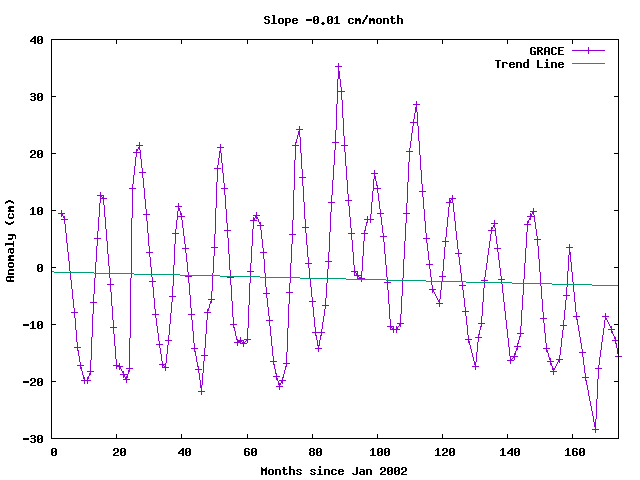 Slope -0.01 cm/month
GRACE
Trend Line
Anomaly (cm)
40
30
20
10
0
-10
-20
-30
0 20 40 60 80 100 120 140 160
Months since Jan 2002